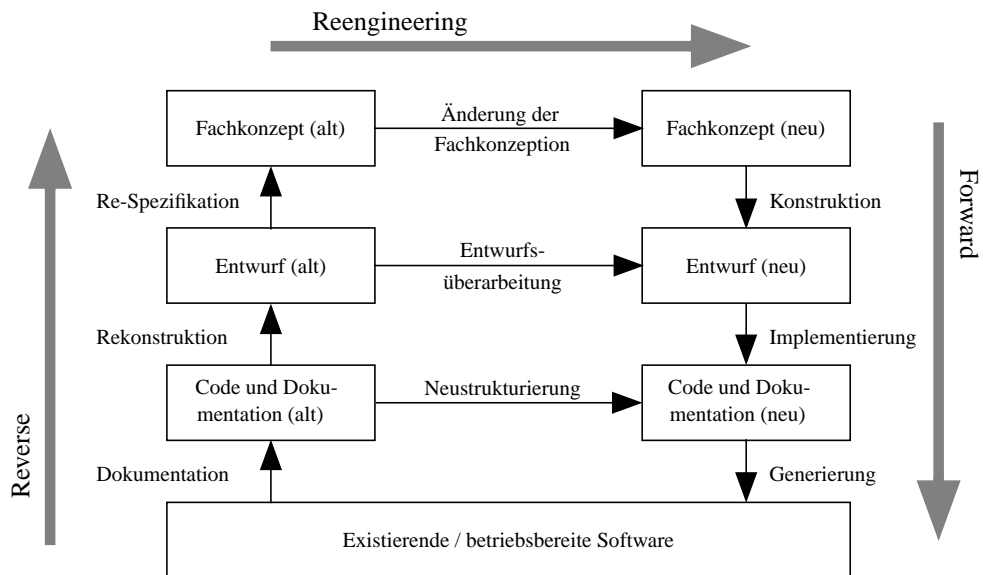 Reengineering
Fachkonzept (alt)
Änderung der
Fachkonzeption
Fachkonzept (neu)
Re-Spezifikation
Konstruktion
Entwurf (alt)
Entwurfs-
überarbeitung
Entwurf (neu)
Rekonstruktion
Implementierung
Code und Doku-
mentation (alt)
Neustrukturierung
Code und Doku-
mentation (neu)
Dokumentation
Generierung
Existierende / betriebsbereite Software
Reverse
Forward